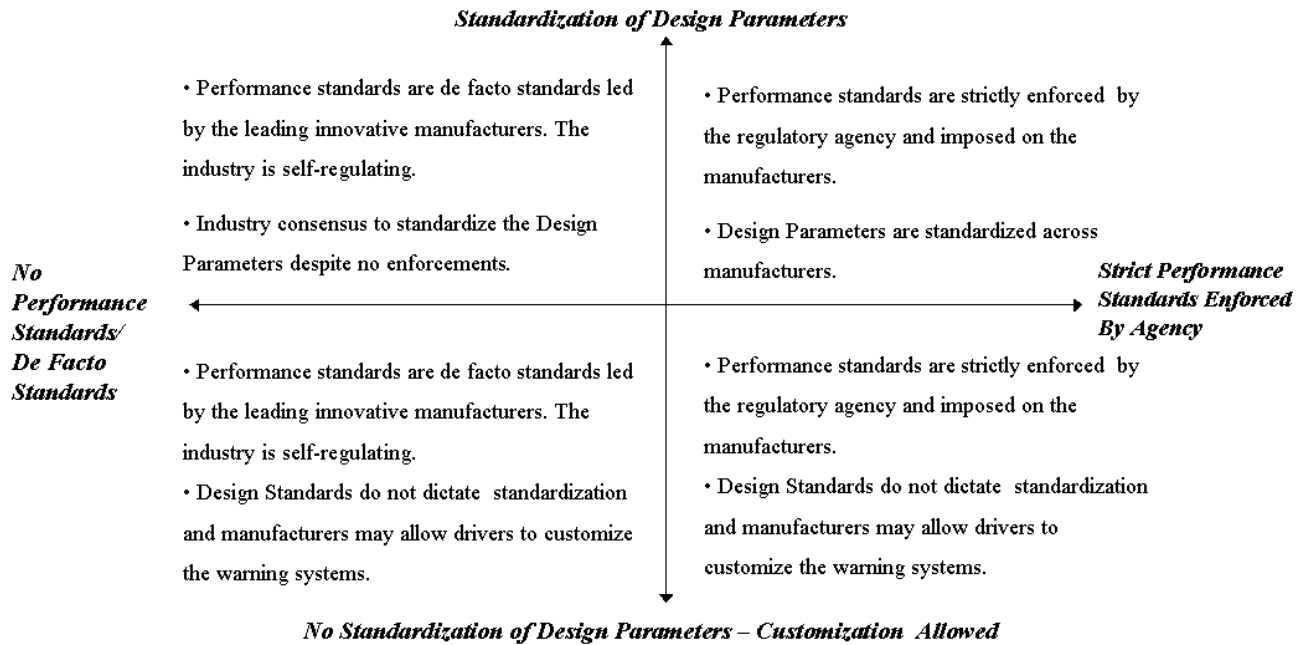 Standardization of Design Parameters
• Performance standards are de facto standards led
by the leading innovative manufacturers. The
industry is self-regulating.
• Industry consensus to standardize the Design
Parameters despite no enforcements.
• Performance standards are strictly enforced by
the regulatory agency and imposed on the
manufacturers.
• Design Parameters are standardized across
manufacturers.
No
Performance
Standards/
De Facto
Standards
Strict Performance
Standards Enforced
By Agency
• Performance standards are de facto standards led
by the leading innovative manufacturers. The
industry is self-regulating.
• Design Standards do not dictate standardization
and manufacturers may allow drivers to customize
the warning systems.
• Performance standards are strictly enforced by
the regulatory agency and imposed on the
manufacturers.
• Design Standards do not dictate standardization
and manufacturers may allow drivers to
customize the warning systems.
No Standardization of Design Parameters – Customization Allowed